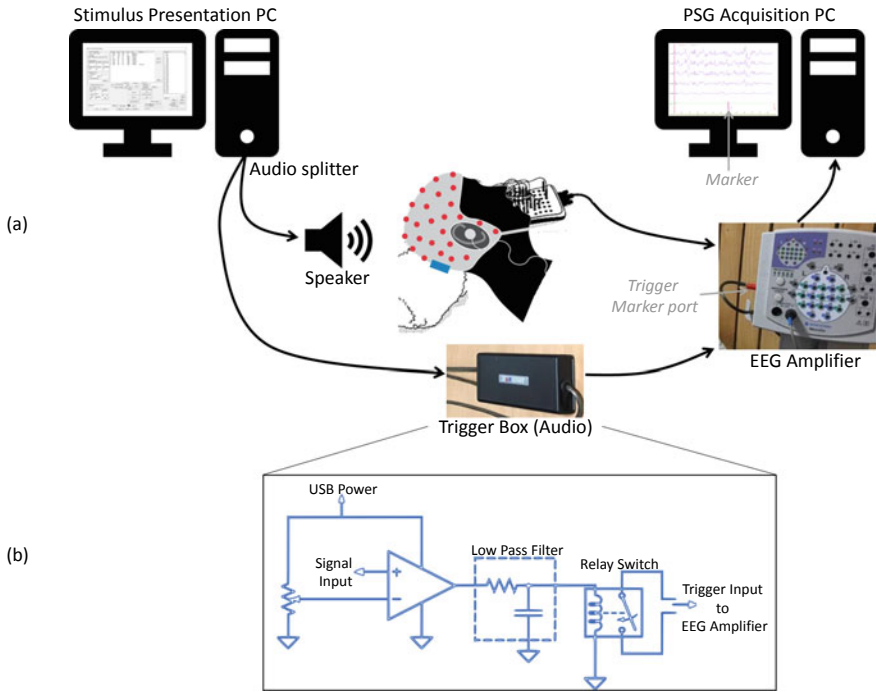 Stimulus Presentation PC
PSG Acquisition PC
Audio splitter
Marker
(a)
Speaker
Trigger
Marker port
EEG Amplifier
Trigger Box (Audio)
USB Power
(b)
Signal
Input
+
−
Low Pass Filter
Relay Switch
Trigger Input
to
EEG Amplifier